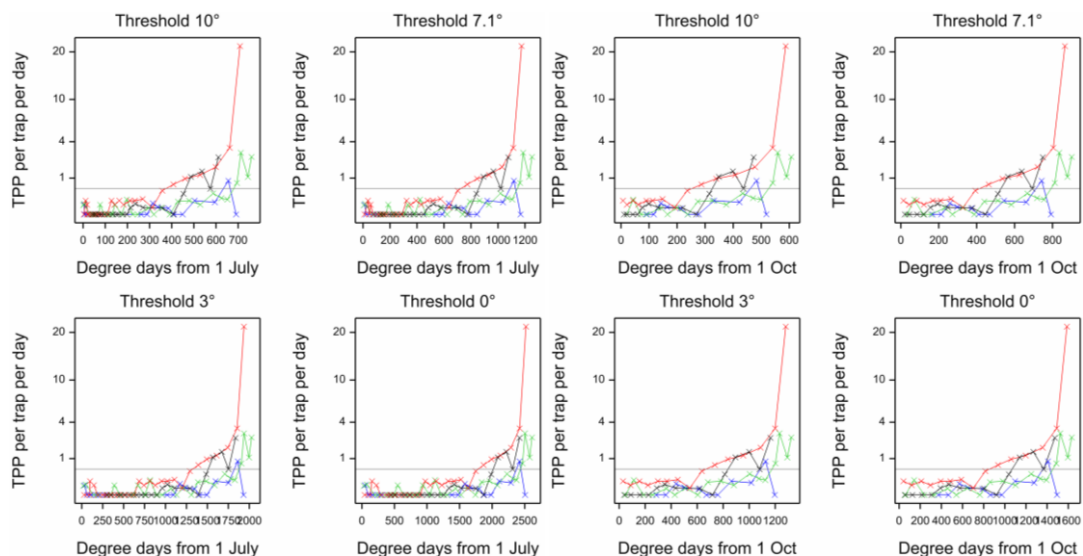 Threshold 10° Threshold 7.1° Threshold 10° Threshold 7.1°
TPP per trap per day TPP per trap per day TPP per trap per day TPP per trap per day
20 20 20 20
10 10 10 10
4 4 4 4
1 1 1 1
0 100 200 300 400 500 600 700 0 200 400 600 800 1000 1200 0 100 200 300 400 500 600 0 200 400 600 800
Degree days from 1 July Degree days from 1 July Degree days from 1 Oct Degree days from 1 Oct
Threshold 3° Threshold 0° Threshold 3° Threshold 0°
TPP per trap per day TPP per trap per day TPP per trap per day TPP per trap per day
20 20 20 20
10 10 10 10
4 4 4 4
1 1 1 1
0 250 500 750 1000 1250 1500 1750 2000 0 500 1000 1500 2000 2500 0 200 400 600 800 1000 1200 0 200 400 600 800 1000 1200 1400 1600
Degree days from 1 July Degree days from 1 July Degree days from 1 Oct Degree days from 1 Oct